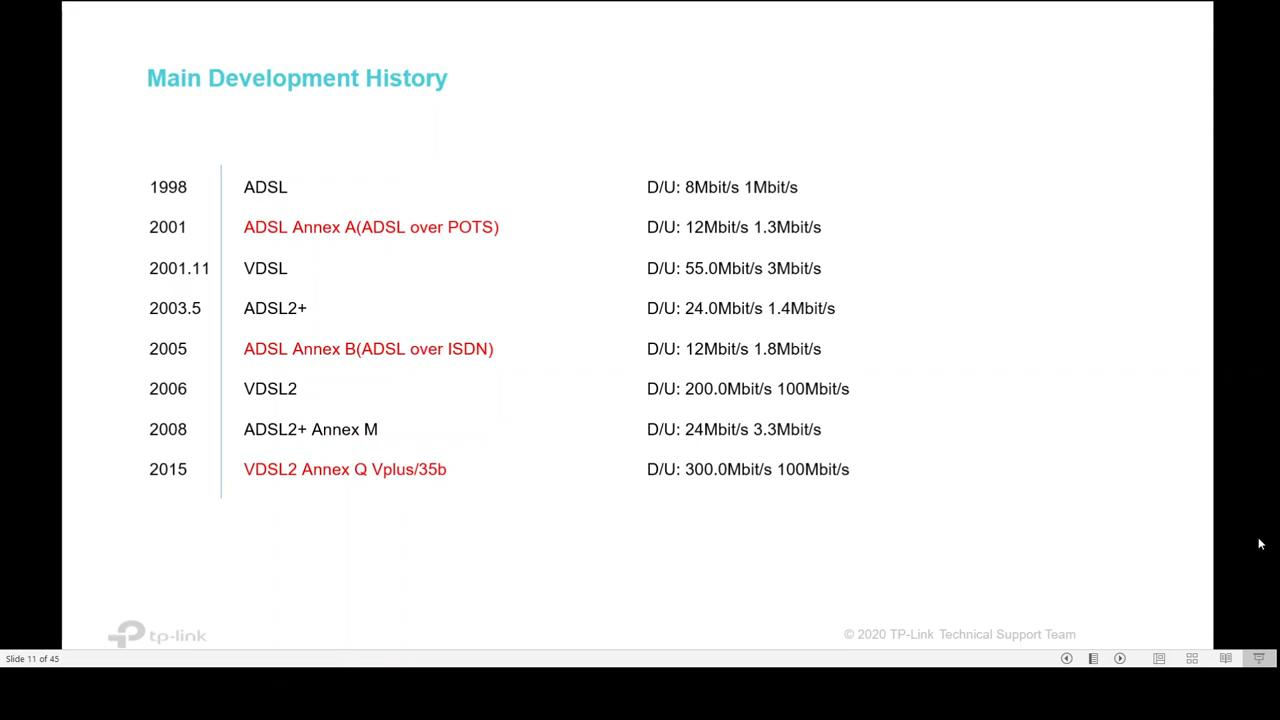 Main Development History
1998 ADSL D/U: 8Mbit/s 1Mbit/s
2001 ADSL Annex A(ADSL over POTS) D/U: 12Mbit/s 1.3Mbit/s
2001.11 VDSL D/U: 55.0Mbit/s 3Mbit/s
2003.5 ADSL2+ D/U: 24.0Mbit/s 1.4Mbit/s
2005 ADSL Annex B(ADSL over ISDN) D/U: 12Mbit/s 1.8Mbit/s
2006 VDSL2 D/U: 200.0Mbit/s 100Mbit/s
2008 ADSL2+ Annex M D/U: 24Mbit/s 3.3Mbit/s
2015 VDSL2 Annex Q Vplus/35b D/U: 300.0Mbit/s 100Mbit/s
tp-link © 2020 TP-Link Technical Support Team
Slide 11 of 45